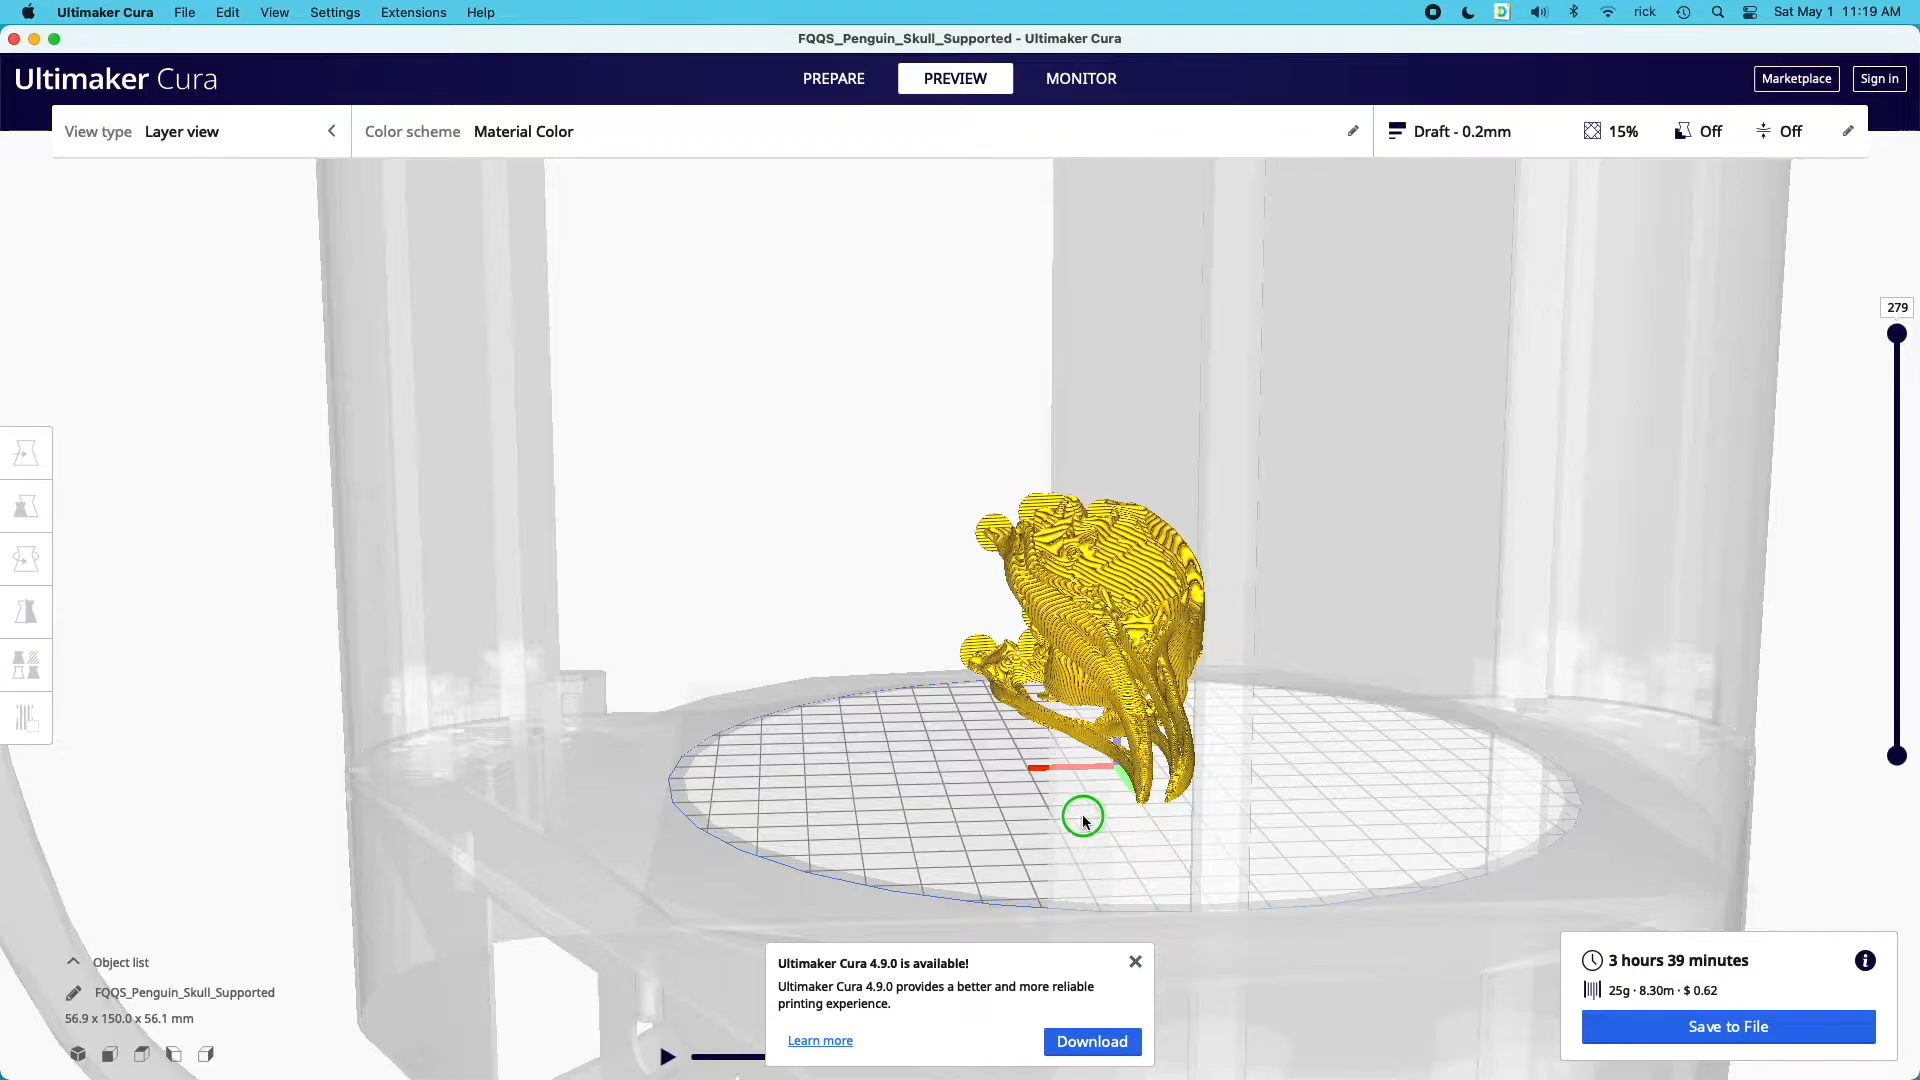 Ultimaker Cura File Edit View Settings Extensions Help rick Sat May 1 11:19 AM
FQQS_Penguin_Skull_Supported - Ultimaker Cura
Ultimaker Cura PREPARE PREVIEW MONITOR Marketplace Sign in
View type Layer view Color scheme Material Color Draft - 0.2mm 15% Off Off
279
Object list
FQQS_Penguin_Skull_Supported
56.9 x 150.0 x 56.1 mm
Ultimaker Cura 4.9.0 is available!
Ultimaker Cura 4.9.0 provides a better and more reliable
printing experience.
Learn more Download
3 hours 39 minutes
25g · 8.30m · $ 0.62
Save to File